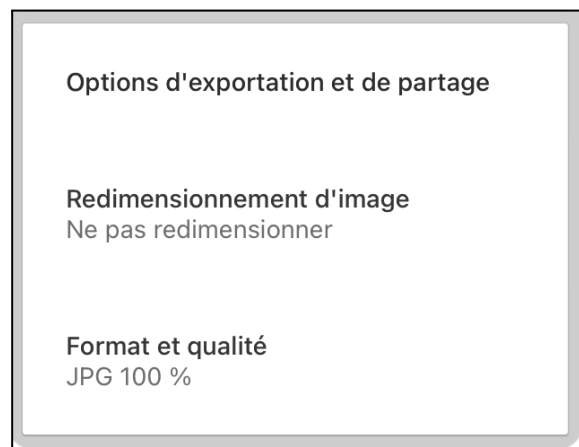 Options d'exportation et de partage
Redimensionnement d'image
Ne pas redimensionner
Format et qualité
JPG 100 %